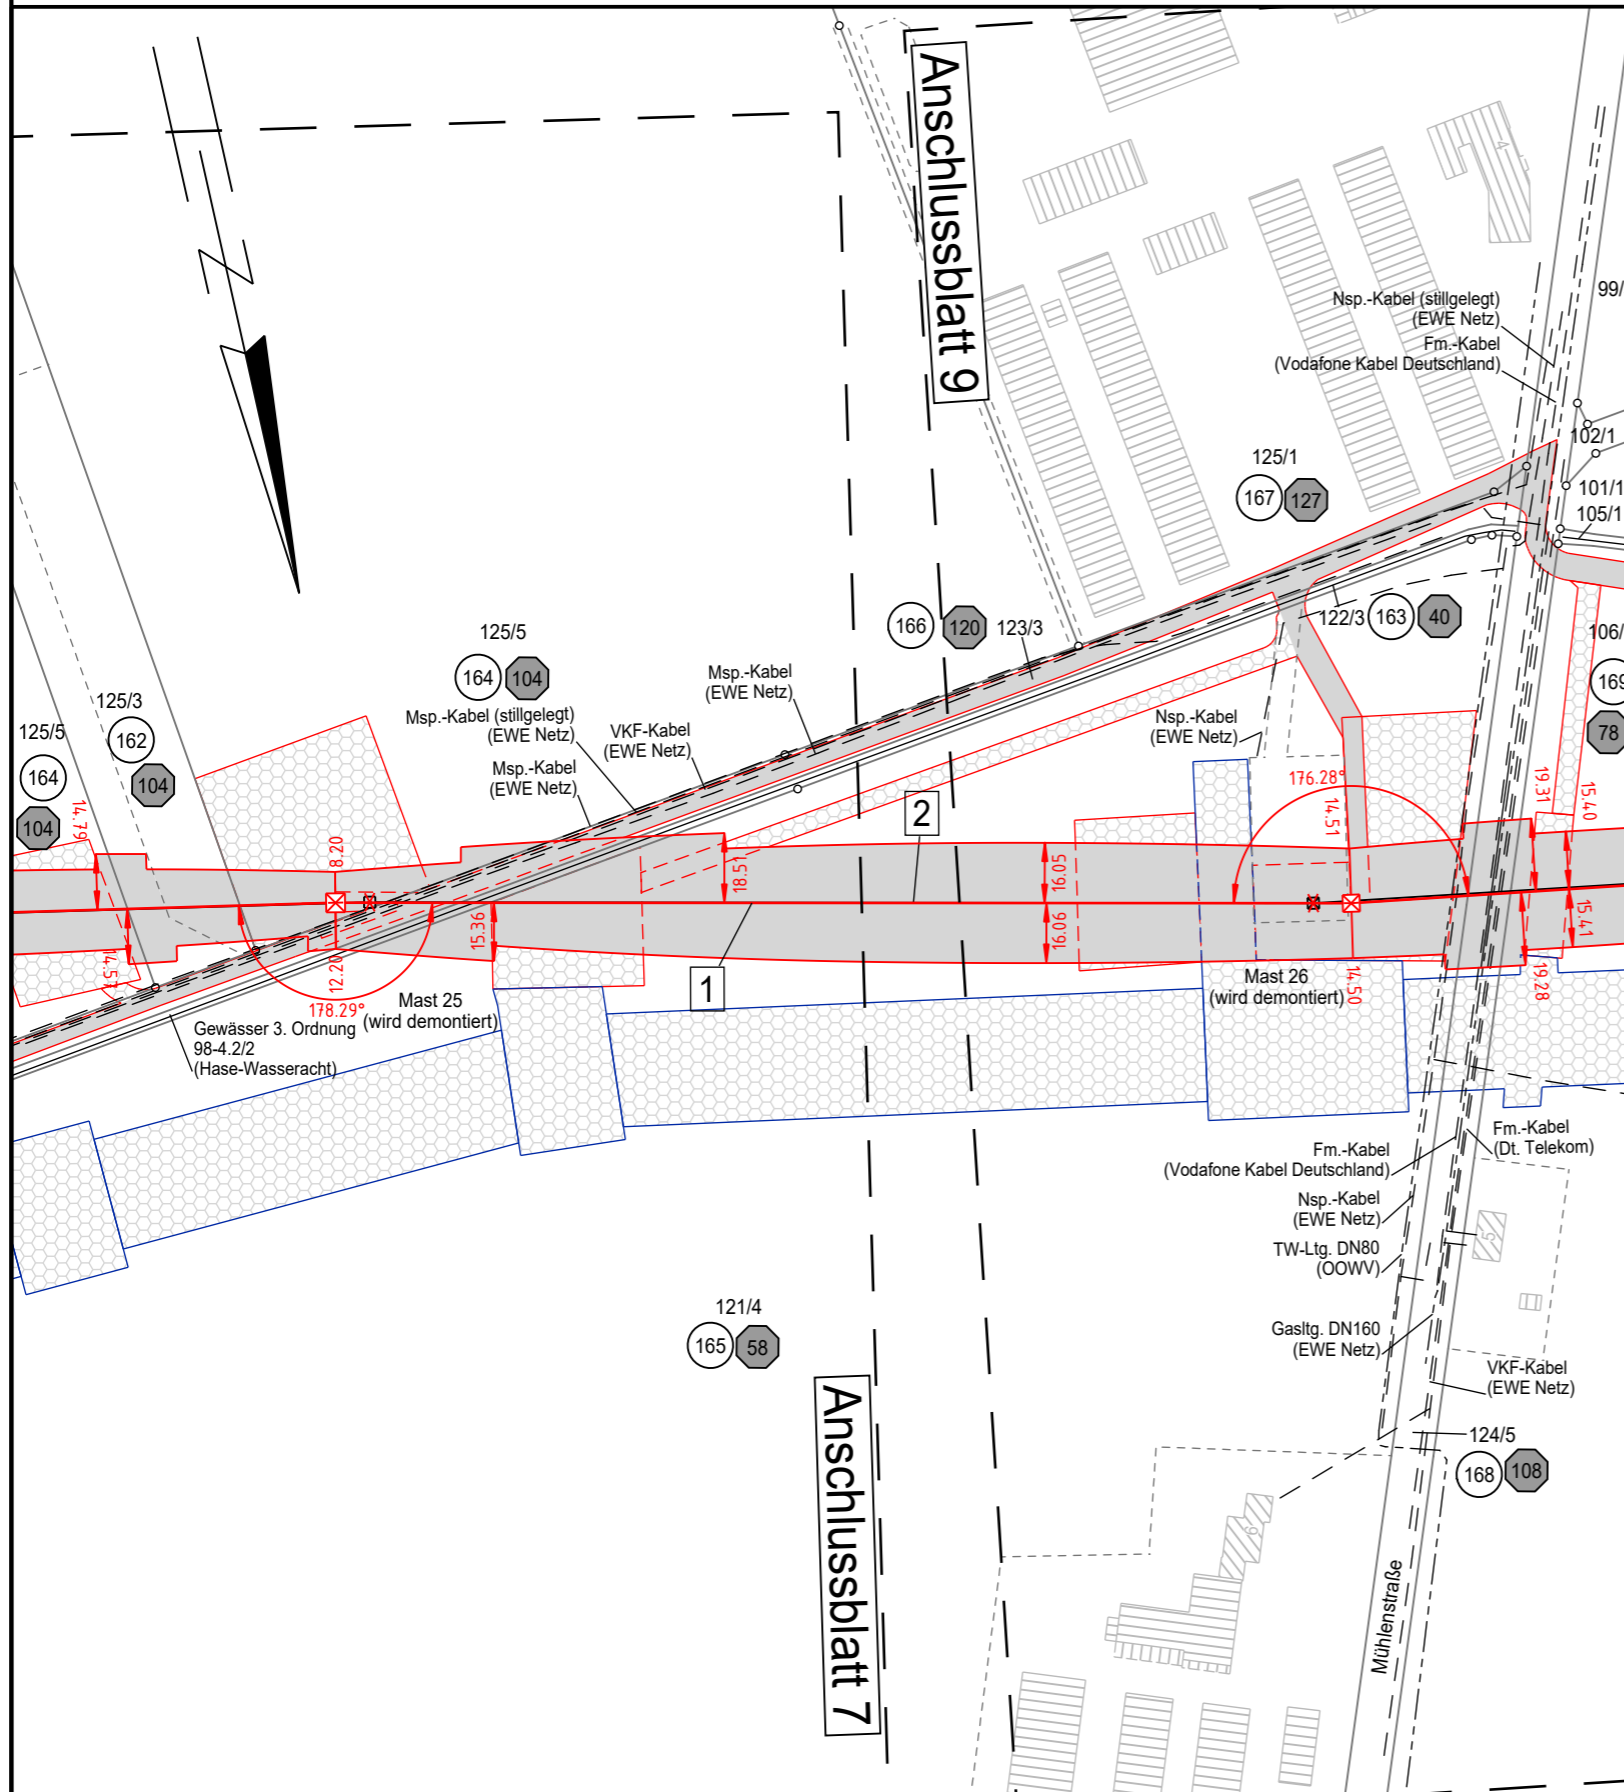 Anschlussblatt 9
4
99/
Nsp.-Kabel (stillgelegt)
(EWE Netz)
Fm.-Kabel
(Vodafone Kabel Deutschland)
102/1
101/1
105/1
125/1
167
127
166
120
123/3
122/3
163
40
106/
169
78
125/5
164
104
125/3
162
104
125/5
164
104
Msp.-Kabel (stillgelegt)
(EWE Netz)
Msp.-Kabel
(EWE Netz)
VKF-Kabel
(EWE Netz)
Msp.-Kabel
(EWE Netz)
Nsp.-Kabel
(EWE Netz)
176.28°
14.51
19.31
15.40
14.79
8.20
18.51
16.05
2
15.36
16.06
15.41
14.57
12.20
14.50
19.28
178.29°
1
Mast 25
(wird demontiert)
Mast 26
(wird demontiert)
Gewässer 3. Ordnung
98-4.2/2
(Hase-Wasseracht)
Fm.-Kabel
(Dt. Telekom)
Fm.-Kabel
(Vodafone Kabel Deutschland)
Nsp.-Kabel
(EWE Netz)
TW-Ltg. DN80
(OOWV)
5
Gasltg. DN160
(EWE Netz)
VKF-Kabel
(EWE Netz)
121/4
165
58
124/5
168
108
Anschlussblatt 7
Mühlenstraße